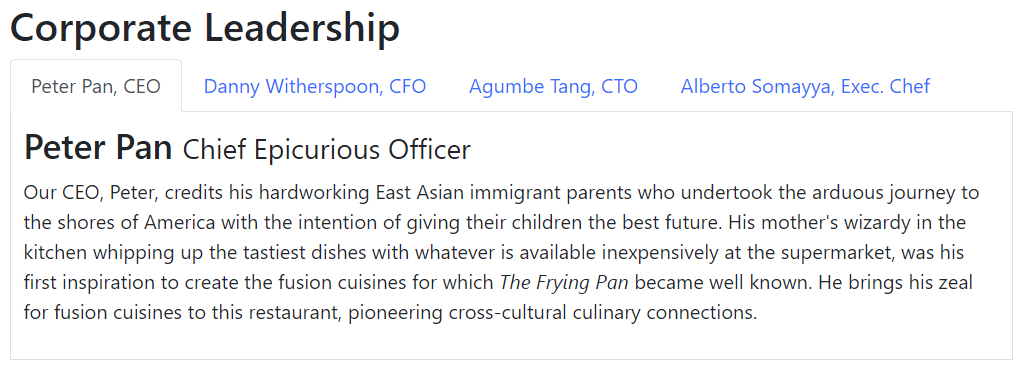 Corporate Leadership
Peter Pan, CEO Danny Witherspoon, CFO Agumbe Tang, CTO Alberto Somayya, Exec. Chef
Peter Pan Chief Epicurious Officer
Our CEO, Peter, credits his hardworking East Asian immigrant parents who undertook the arduous journey to
the shores of America with the intention of giving their children the best future. His mother's wizardy in the
kitchen whipping up the tastiest dishes with whatever is available inexpensively at the supermarket, was his
first inspiration to create the fusion cuisines for which The Frying Pan became well known. He brings his zeal
for fusion cuisines to this restaurant, pioneering cross-cultural culinary connections.